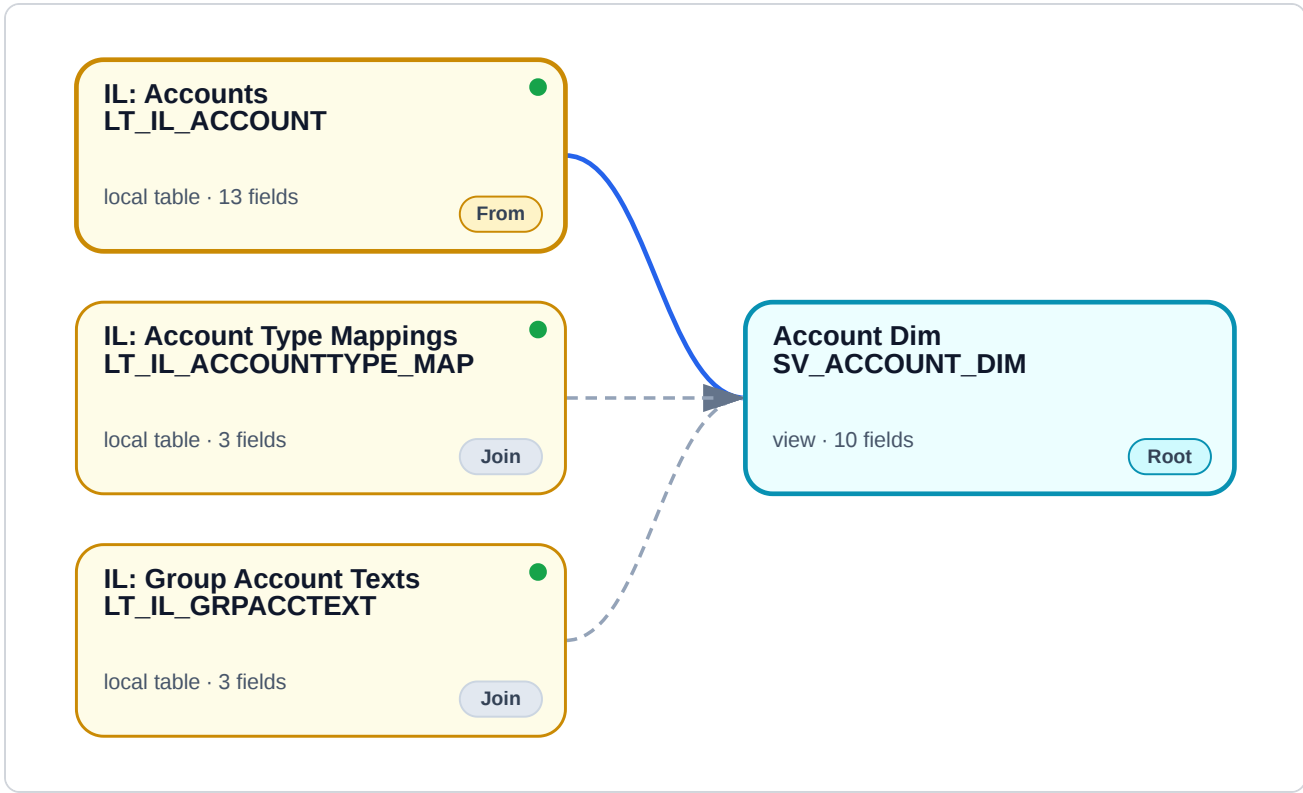 IL: Accounts
LT_IL_ACCOUNT
local table · 13 fields
From
IL: Account Type Mappings
LT_IL_ACCOUNTTYPE_MAP
local table · 3 fields
Join
Account Dim
SV_ACCOUNT_DIM
view · 10 fields
Root
IL: Group Account Texts
LT_IL_GRPACCTEXT
local table · 3 fields
Join